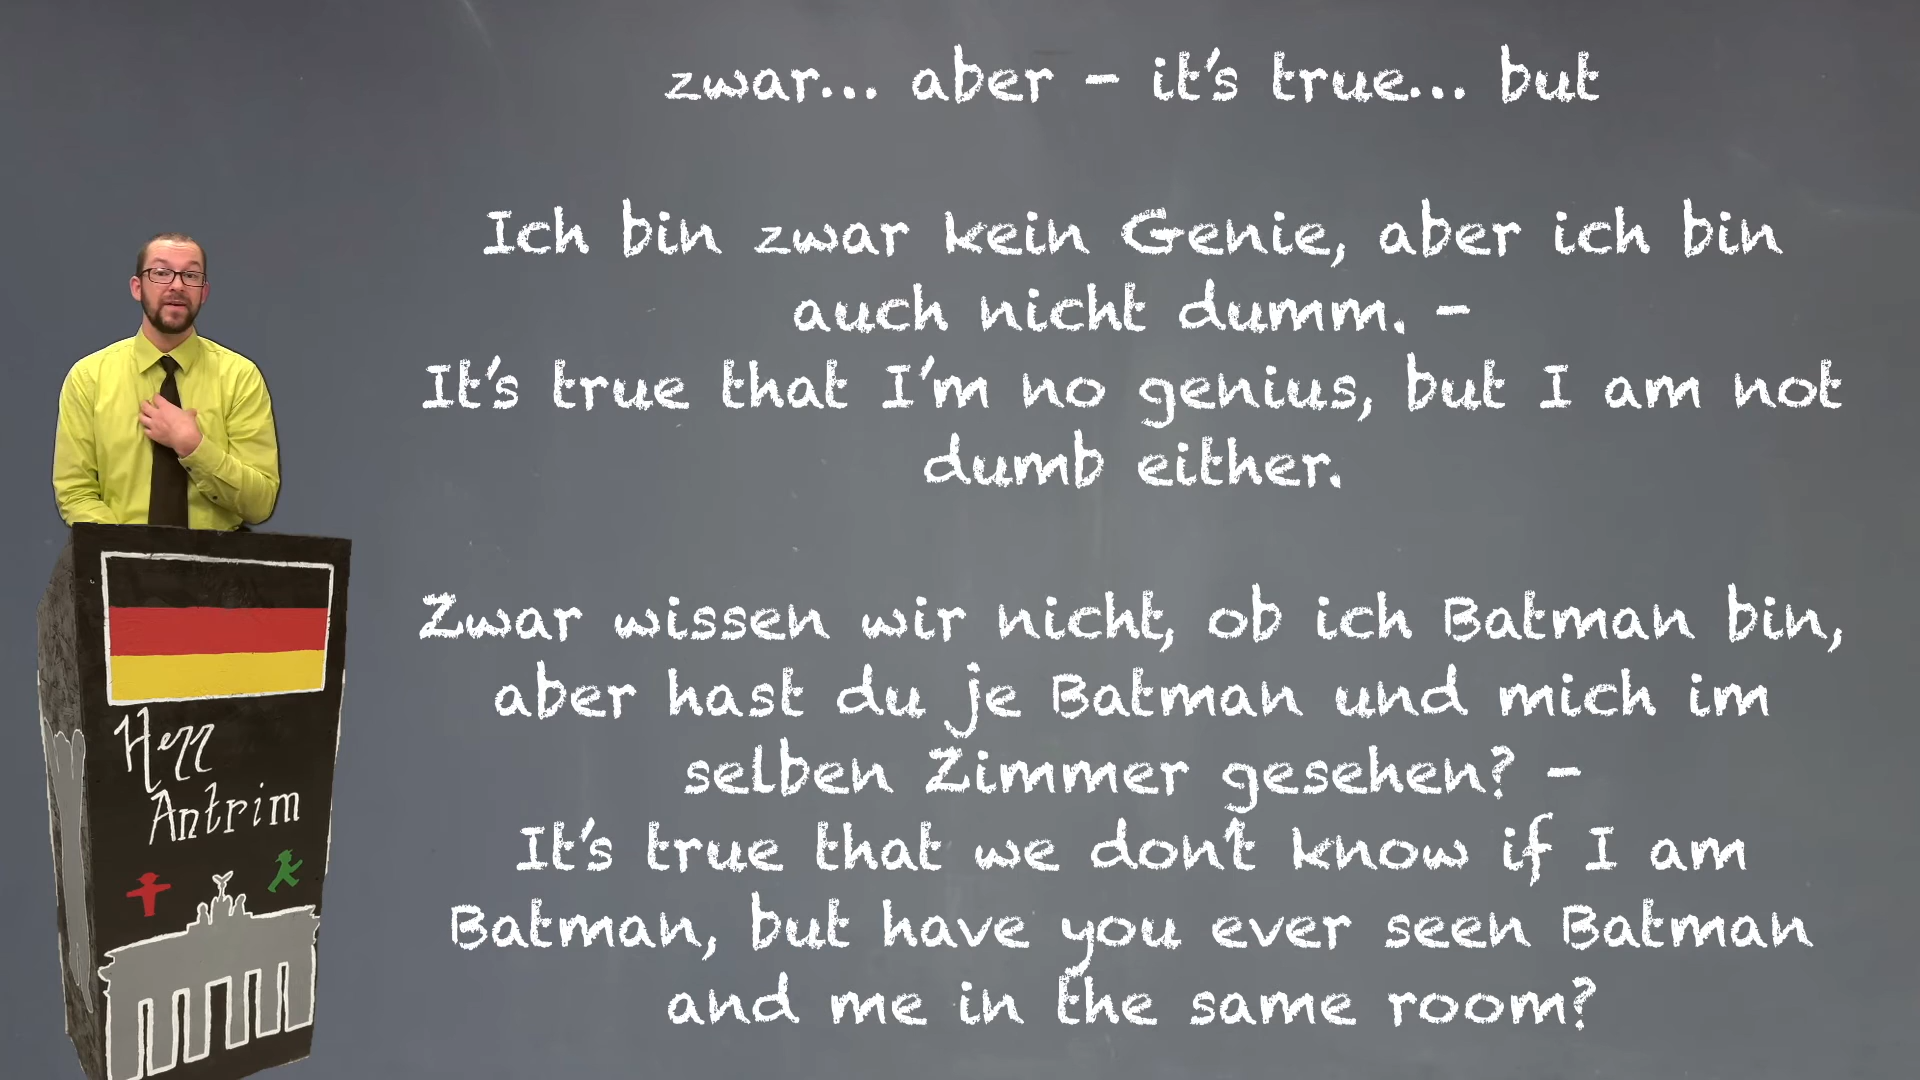 zwar... aber - it's true... but
Ich bin zwar kein Genie, aber ich bin
auch nicht dumm. -
It's true that I'm no genius, but I am not
dumb either.
Zwar wissen wir nicht, ob ich Batman bin,
aber hast du je Batman und mich im
selben Zimmer gesehen? -
It's true that we don't know if I am
Batman, but have you ever seen Batman
and me in the same room?
Herr
Antrim